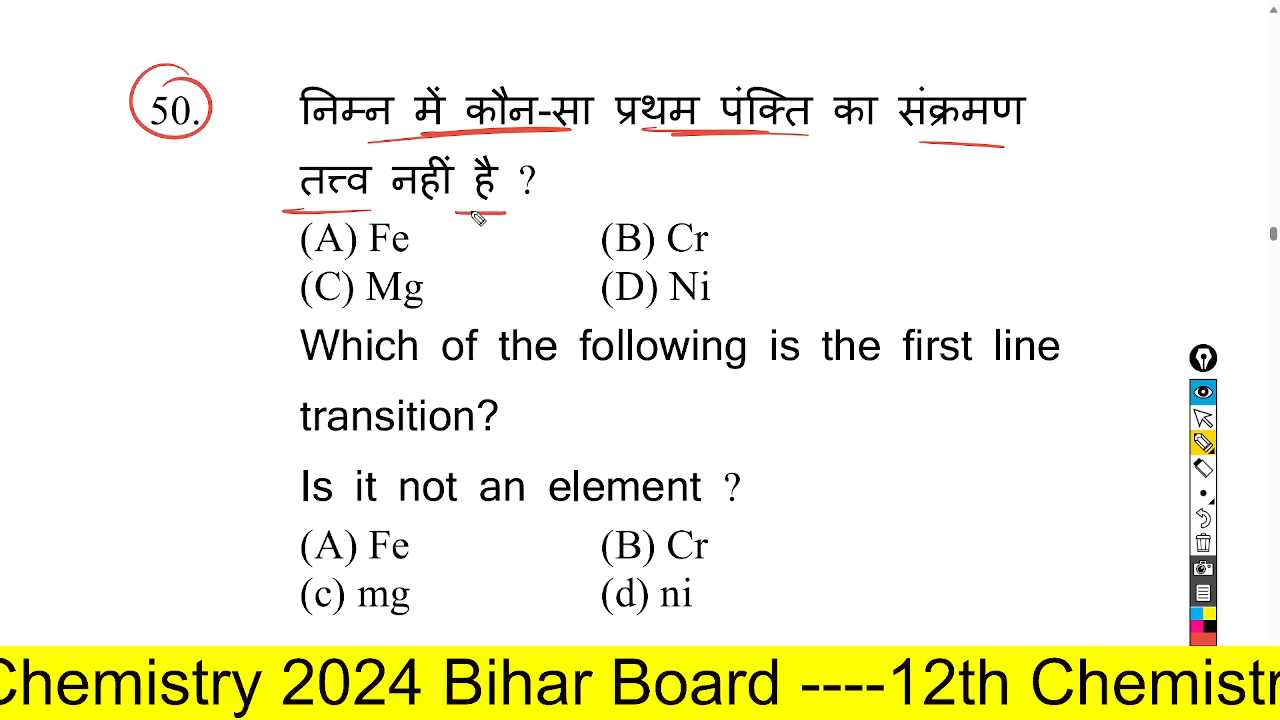 50. निम्न में कौन-सा प्रथम पंक्ति का संक्रमण
तत्त्व नहीं है ?
(A) Fe (B) Cr
(C) Mg (D) Ni
Which of the following is the first line
transition?
Is it not an element ?
(A) Fe (B) Cr
(c) mg (d) ni
Chemistry 2024 Bihar Board ----12th Chemistr